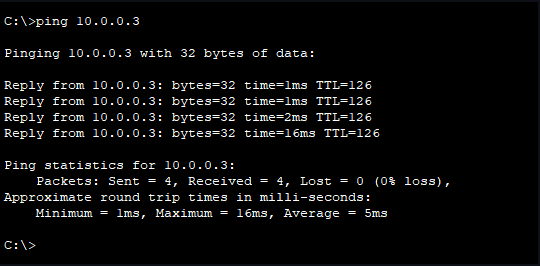 C:\>ping 10.0.0.3
Pinging 10.0.0.3 with 32 bytes of data:
Reply from 10.0.0.3: bytes=32 time=1ms TTL=126
Reply from 10.0.0.3: bytes=32 time=1ms TTL=126
Reply from 10.0.0.3: bytes=32 time=2ms TTL=126
Reply from 10.0.0.3: bytes=32 time=16ms TTL=126
Ping statistics for 10.0.0.3:
    Packets: Sent = 4, Received = 4, Lost = 0 (0% loss),
Approximate round trip times in milli-seconds:
    Minimum = 1ms, Maximum = 16ms, Average = 5ms
C:\>